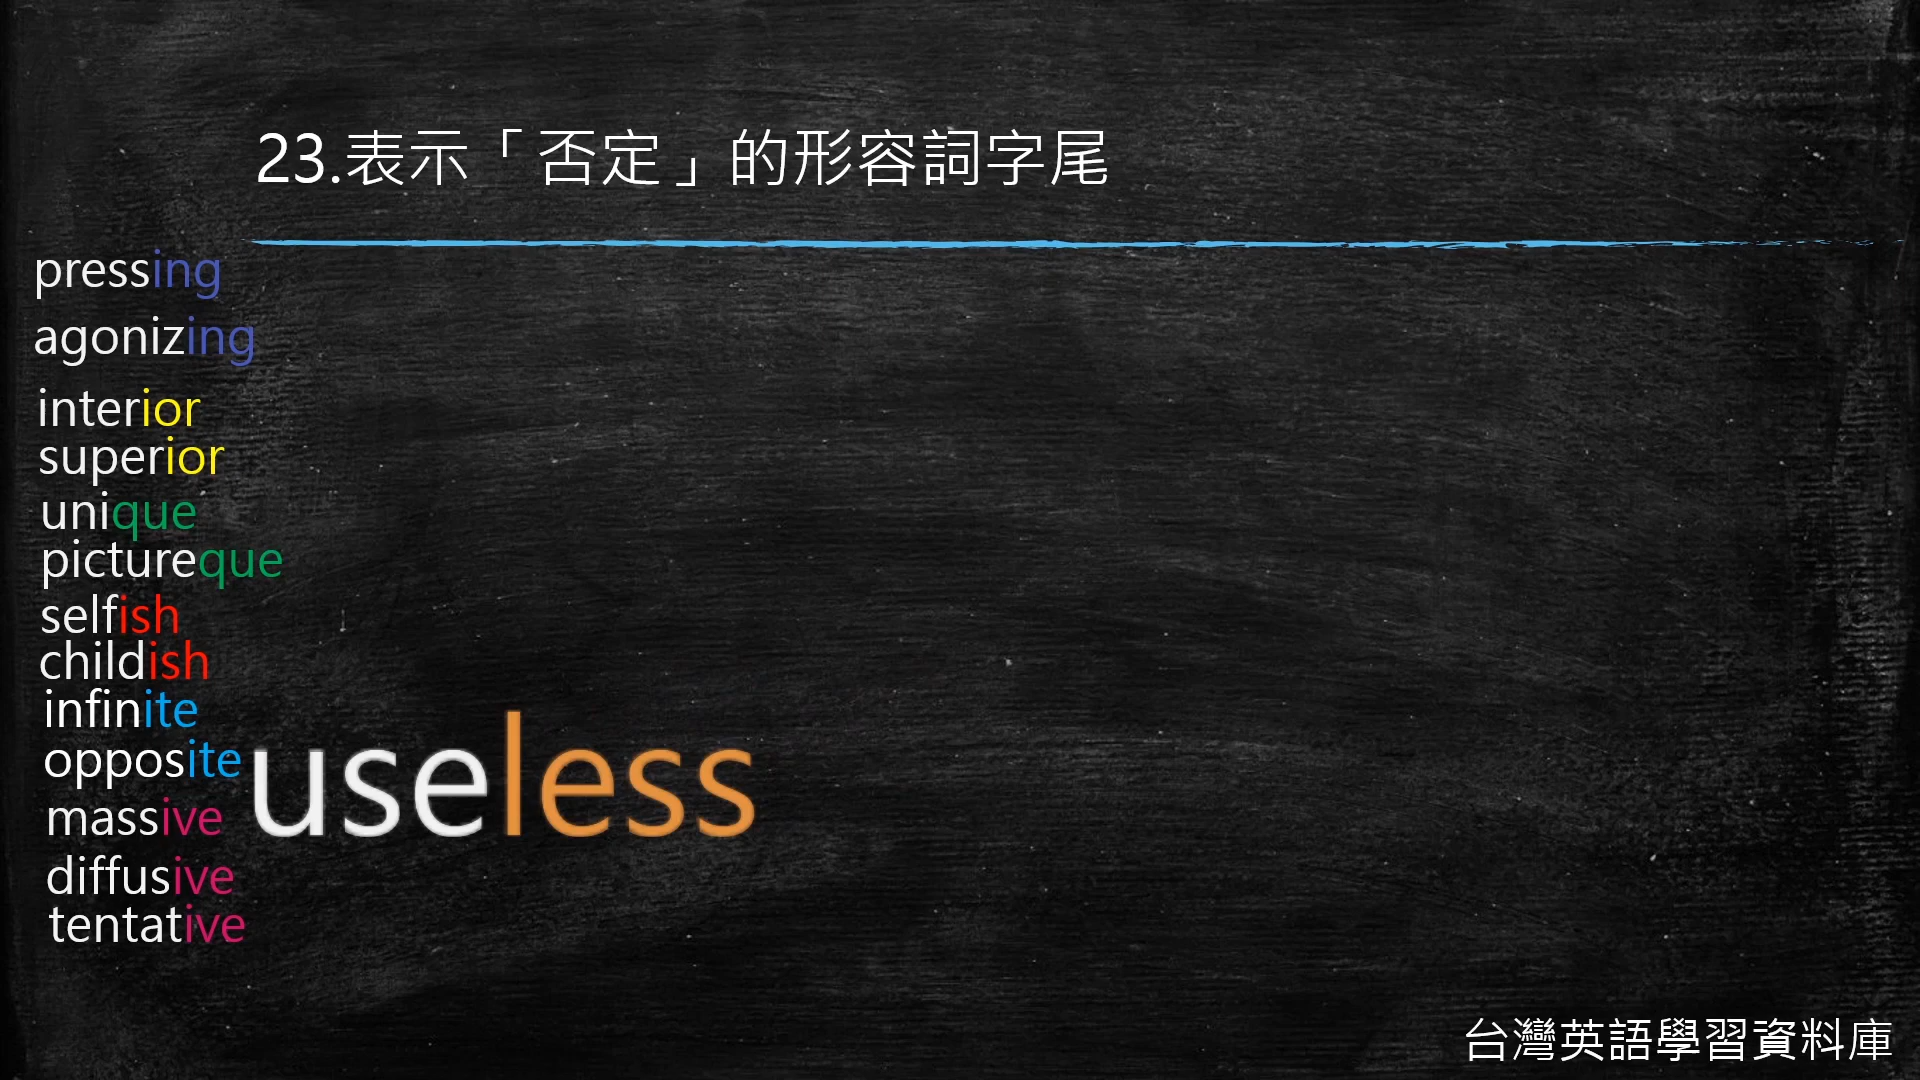 23.表示「否定」的形容詞字尾
pressing
agonizing
interior
superior
unique
pictureque
selfish
childish
infinite
opposite
useless
massive
diffusive
tentative
台灣英語學習資料庫